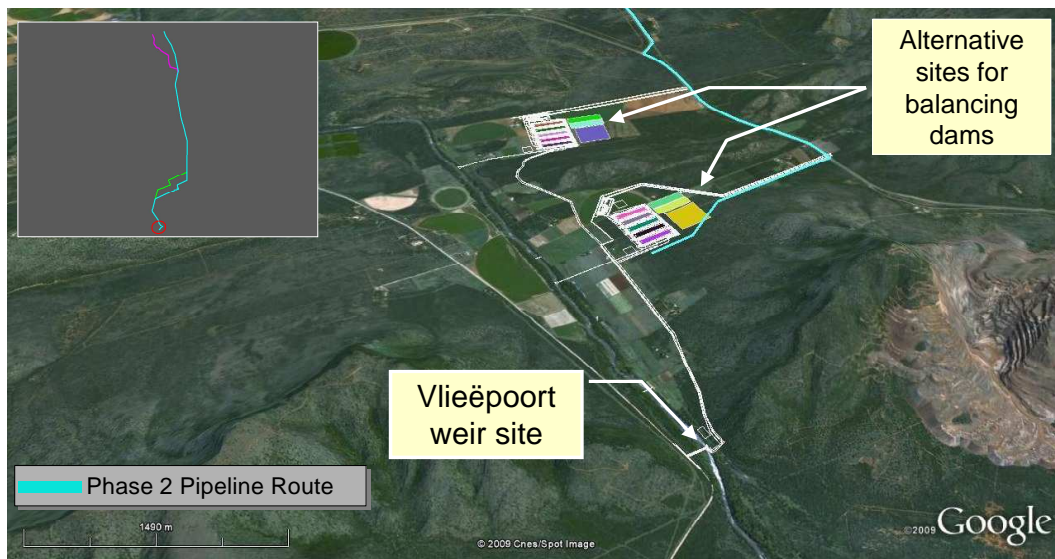 Alternative
sites for
balancing
dams
Vlieëpoort
weir site
Phase 2 Pipeline Route
1490 m
© 2009 Cnes/Spot Image
©2009 Google